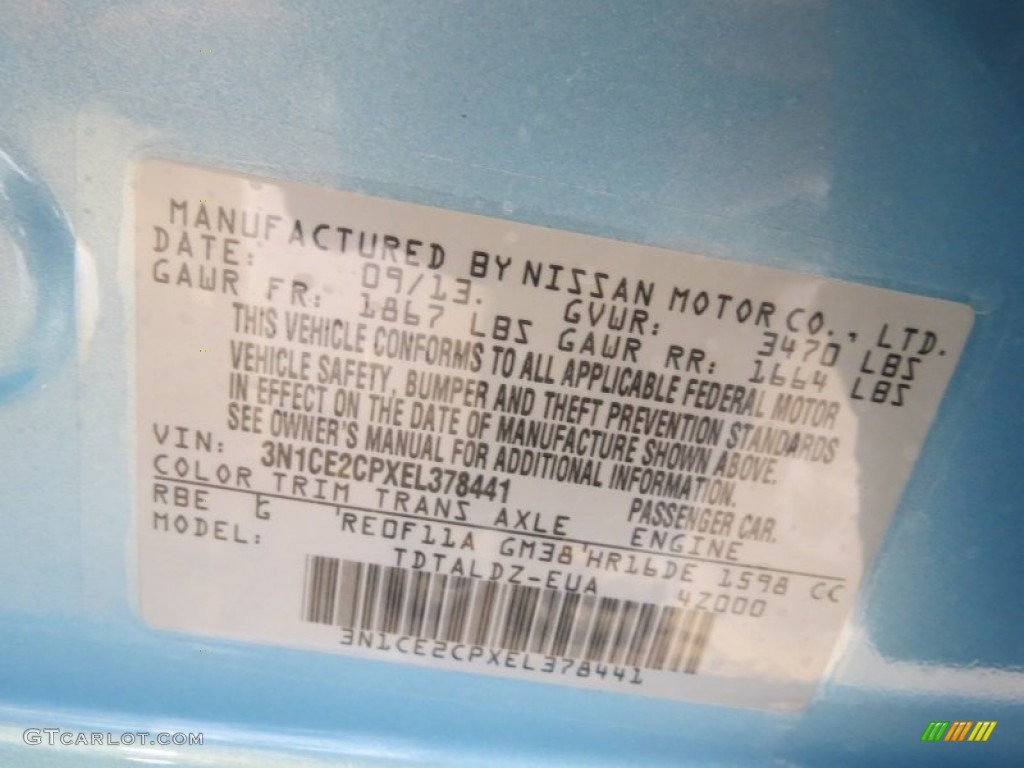 MANUFACTURED BY NISSAN MOTOR CO., LTD.
DATE: 09/13. GVWR: 3470 LBS
GAWR FR: 1867 LBS GAWR RR: 1664 LBS
THIS VEHICLE CONFORMS TO ALL APPLICABLE FEDERAL MOTOR
VEHICLE SAFETY, BUMPER AND THEFT PREVENTION STANDARDS
IN EFFECT ON THE DATE OF MANUFACTURE SHOWN ABOVE.
SEE OWNER'S MANUAL FOR ADDITIONAL INFORMATION.
VIN: 3N1CE2CPXEL378441 PASSENGER CAR.
COLOR TRIM TRANS AXLE ENGINE
RBE G RE0F11A GM38 HR16DE 1598 CC
MODEL: TDTALDZ-EUA 4Z000
3N1CE2CPXEL378441
GTCARLOT.COM